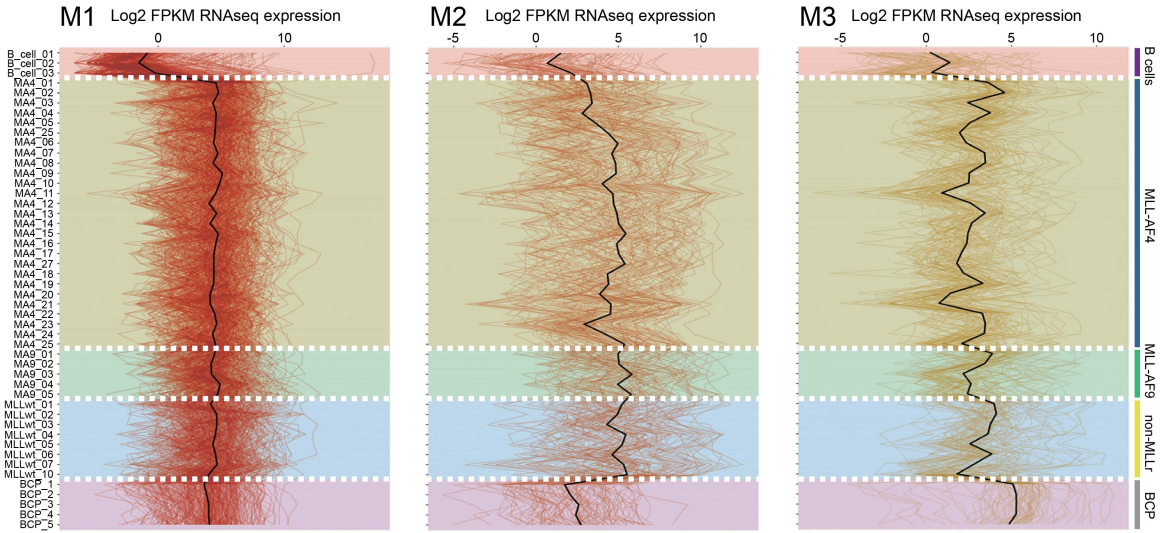 M1 Log2 FPKM RNAseq expression
M2 Log2 FPKM RNAseq expression
M3 Log2 FPKM RNAseq expression
0 10
-5 0 5 10
-5 0 5 10
B_cell_01
B_cell_02
B_cell_03
MA4_01
MA4_02
MA4_03
MA4_04
MA4_05
MA4_25
MA4_06
MA4_07
MA4_08
MA4_09
MA4_10
MA4_11
MA4_12
MA4_13
MA4_14
MA4_15
MA4_16
MA4_17
MA4_27
MA4_18
MA4_19
MA4_20
MA4_21
MA4_22
MA4_23
MA4_24
MA4_25
MA9_01
MA9_02
MA9_03
MA9_04
MA9_05
MLLwt_01
MLLwt_02
MLLwt_03
MLLwt_04
MLLwt_05
MLLwt_06
MLLwt_07
MLLwt_10
BCP_1
BCP_2
BCP_3
BCP_4
BCP_5
B cells
MLL-AF4
MLL-AF9
non-MLLr
BCP